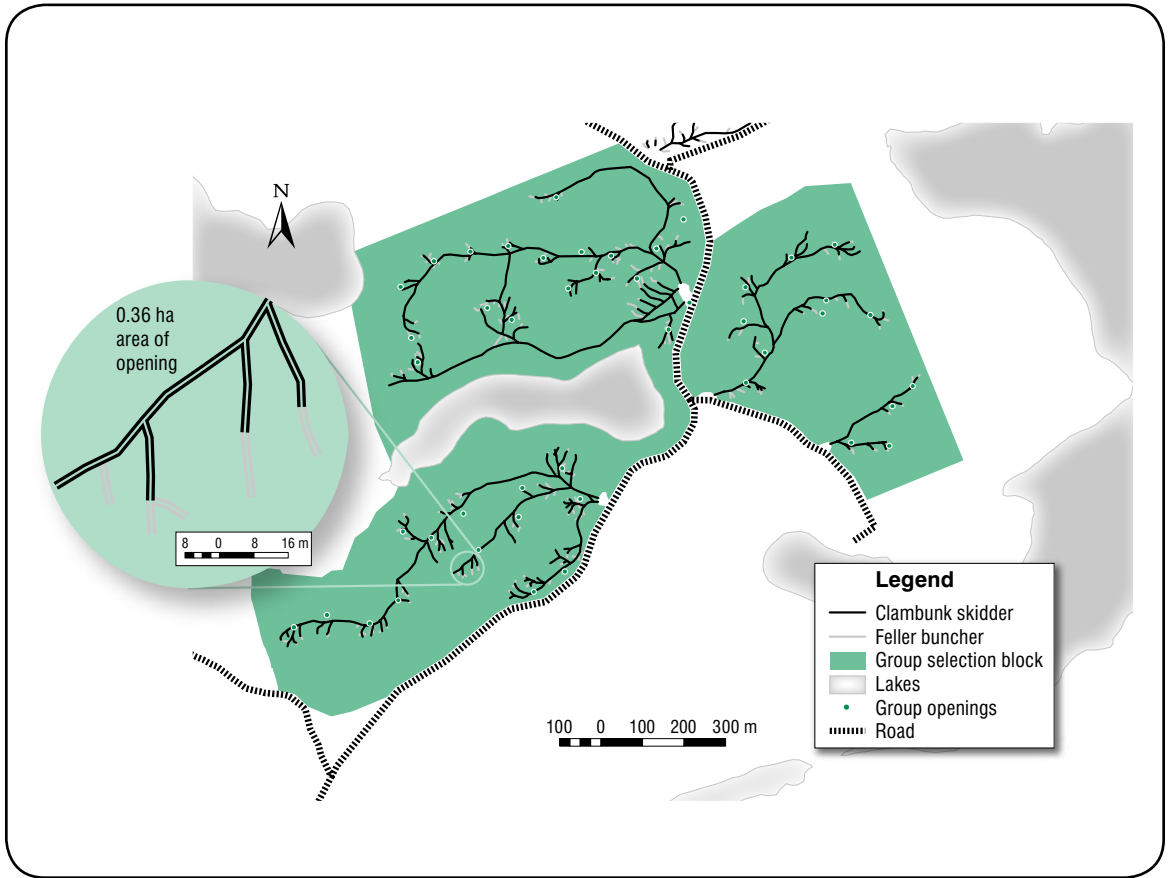 N
0.36 ha
area of
opening
8 0 8 16 m
Legend
Clambunk skidder
Feller buncher
Group selection block
Lakes
Group openings
Road
100 0 100 200 300 m